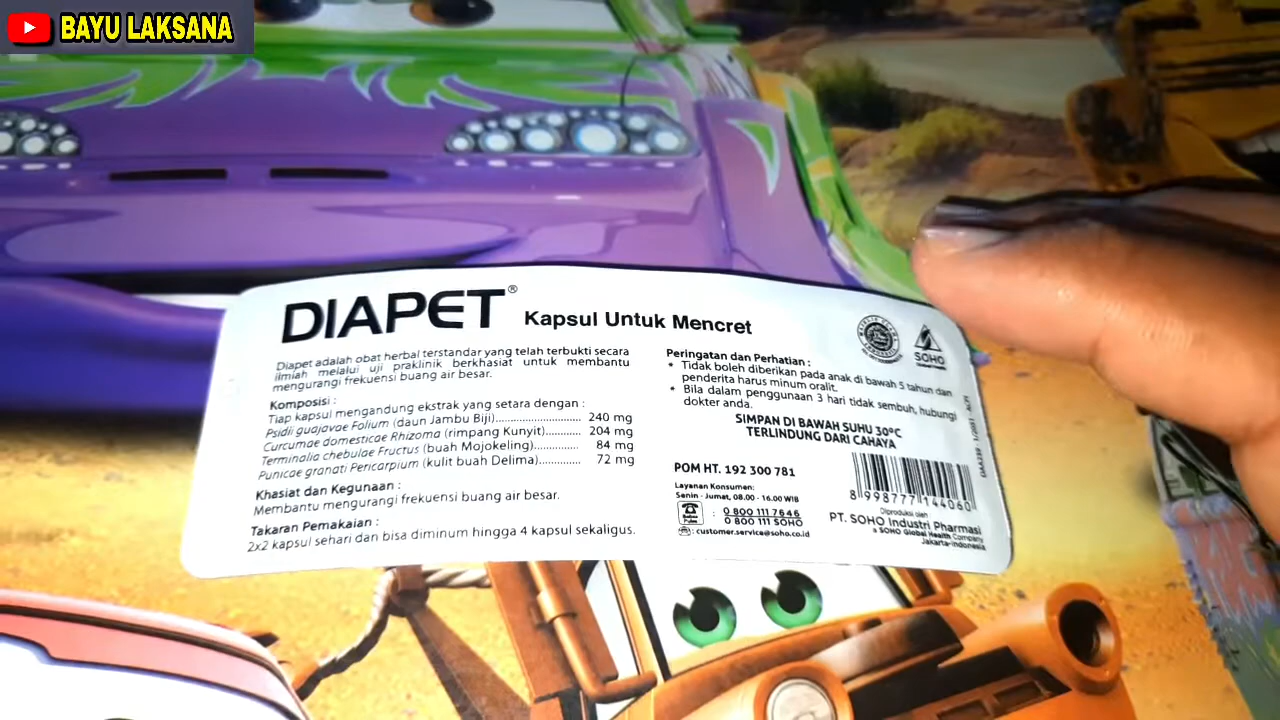 BAYU LAKSANA
DIAPET® Kapsul Untuk Mencret
Diapet adalah obat herbal terstandar yang telah terbukti secara
ilmiah melalui uji praklinik berkhasiat untuk membantu
mengurangi frekuensi buang air besar.
Komposisi :
Tiap kapsul mengandung ekstrak yang setara dengan :
Psidii guajavae Folium (daun Jambu Biji)............................ 240 mg
Curcumae domesticae Rhizoma (rimpang Kunyit)............ 204 mg
Terminalia chebulae Fructus (buah Mojokeling)............... 84 mg
Punicae granati Pericarpium (kulit buah Delima).............. 72 mg
Khasiat dan Kegunaan :
Membantu mengurangi frekuensi buang air besar.
Takaran Pemakaian :
2x2 kapsul sehari dan bisa diminum hingga 4 kapsul sekaligus.
Peringatan dan Perhatian :
* Tidak boleh diberikan pada anak di bawah 5 tahun dan
penderita harus minum oralit.
* Bila dalam penggunaan 3 hari tidak sembuh, hubungi
dokter anda.
SIMPAN DI BAWAH SUHU 30°C
TERLINDUNG DARI CAHAYA
POM HT. 192 300 781
Layanan Konsumen:
Senin - Jumat, 08.00 - 16.00 WIB
: 0 800 111 7646
0 800 111 SOHO
: customer.service@soho.co.id
SOHO
8 998777 144060
Diproduksi oleh
PT. SOHO Industri Pharmasi
a SOHO Global Health Company
Jakarta-Indonesia